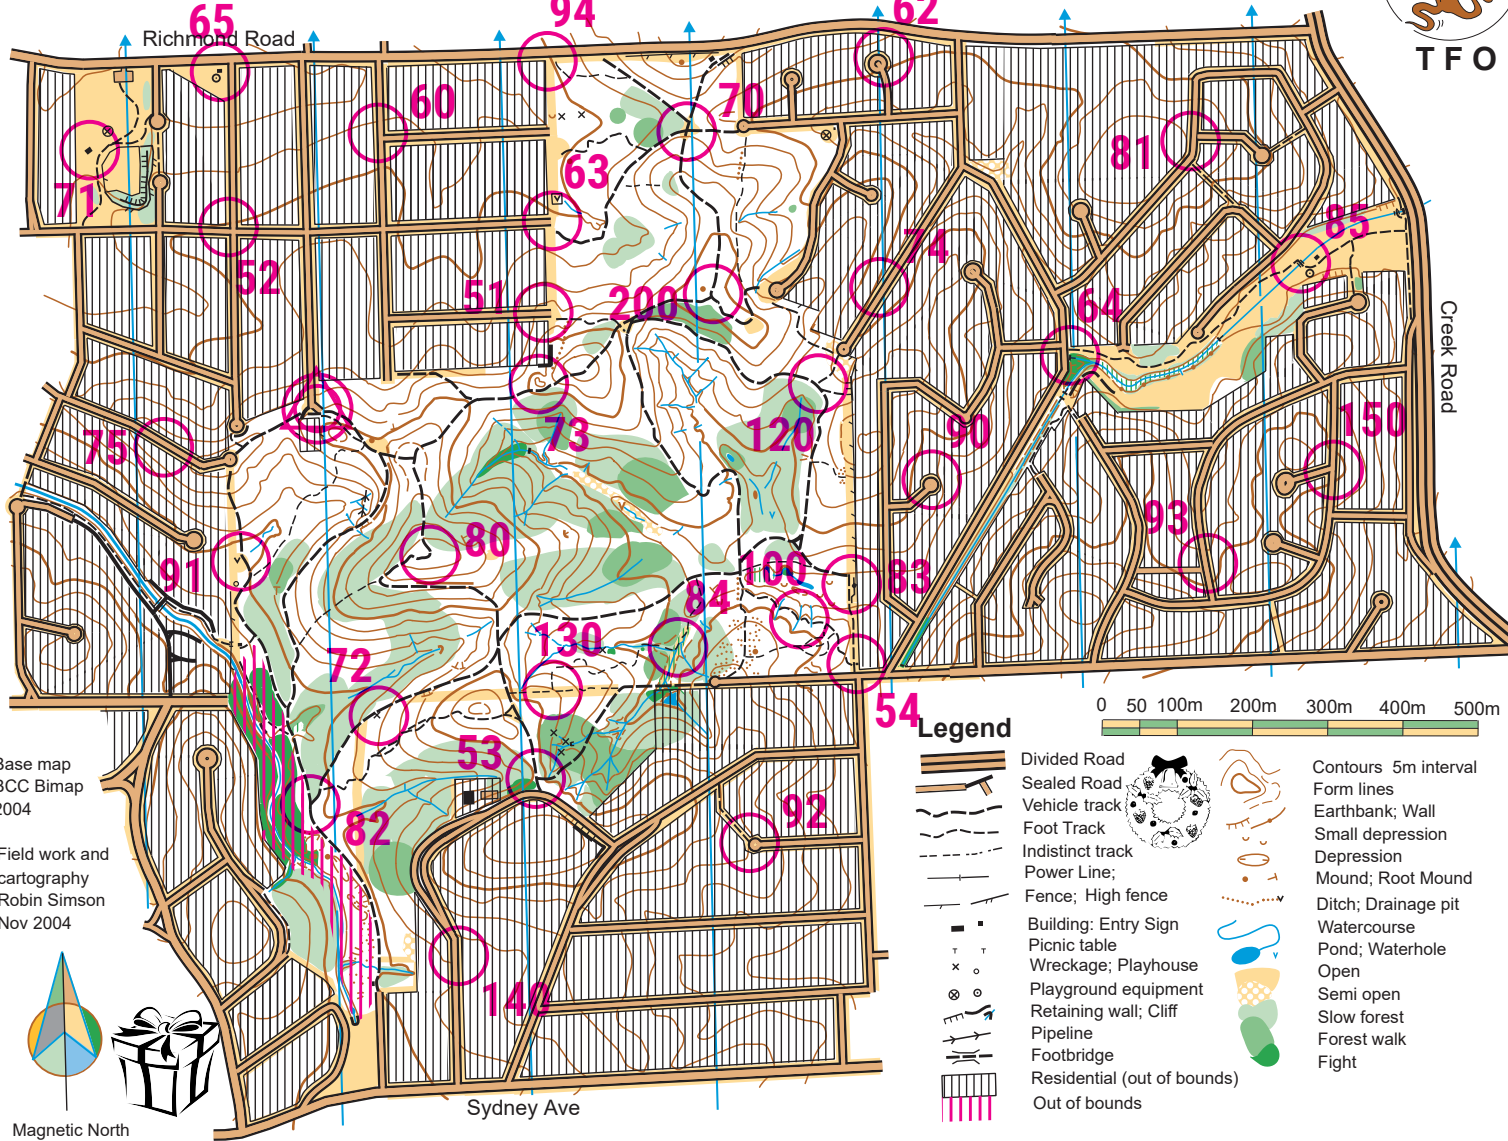 65
94
62
Richmond Road
TFO
60
70
81
71
63
85
52
74
51
200
64
Creek Road
73
120
90
150
75
80
93
91
100
83
84
130
72
54
53
92
82
140
0 50 100m 200m 300m 400m 500m
Legend
Divided Road
Sealed Road
Vehicle track
Foot Track
Indistinct track
Power Line;
Fence; High fence
Building: Entry Sign
Picnic table
Wreckage; Playhouse
Playground equipment
Retaining wall; Cliff
Pipeline
Footbridge
Residential (out of bounds)
Out of bounds
Contours 5m interval
Form lines
Earthbank; Wall
Small depression
Depression
Mound; Root Mound
Ditch; Drainage pit
Watercourse
Pond; Waterhole
Open
Semi open
Slow forest
Forest walk
Fight
Base map
BCC Bimap
2004
Field work and
cartography
Robin Simson
Nov 2004
Magnetic North
Sydney Ave